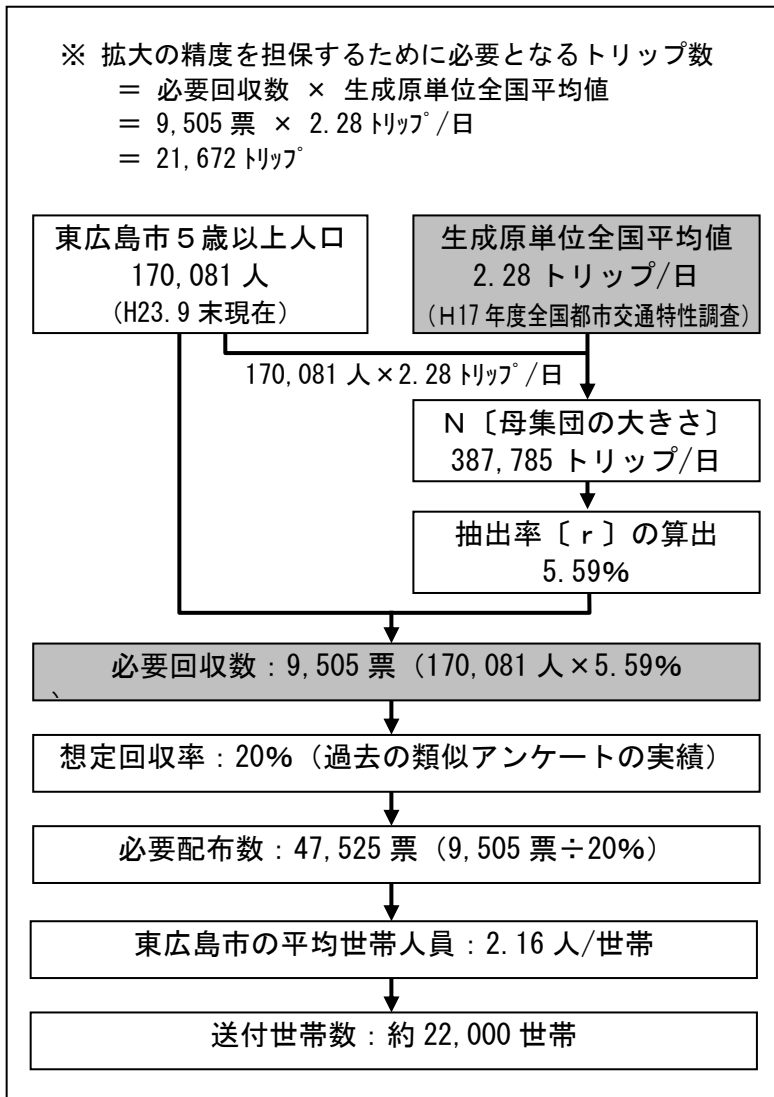 ※ 拡大の精度を担保するために必要となるトリップ数
＝ 必要回収数 × 生成原単位全国平均値
＝ 9,505 票 × 2.28 ﾄﾘｯﾌﾟ/日
＝ 21,672 ﾄﾘｯﾌﾟ
東広島市５歳以上人口
170,081 人
(H23.9 末現在)
生成原単位全国平均値
2.28 トリップ/日
(H17 年度全国都市交通特性調査)
170,081 人×2.28 ﾄﾘｯﾌﾟ/日
Ｎ〔母集団の大きさ〕
387,785 トリップ/日
抽出率〔ｒ〕の算出
5.59%
必要回収数：9,505 票（170,081 人×5.59%
、
想定回収率：20%（過去の類似アンケートの実績）
必要配布数：47,525 票（9,505 票÷20%）
東広島市の平均世帯人員：2.16 人/世帯
送付世帯数：約 22,000 世帯